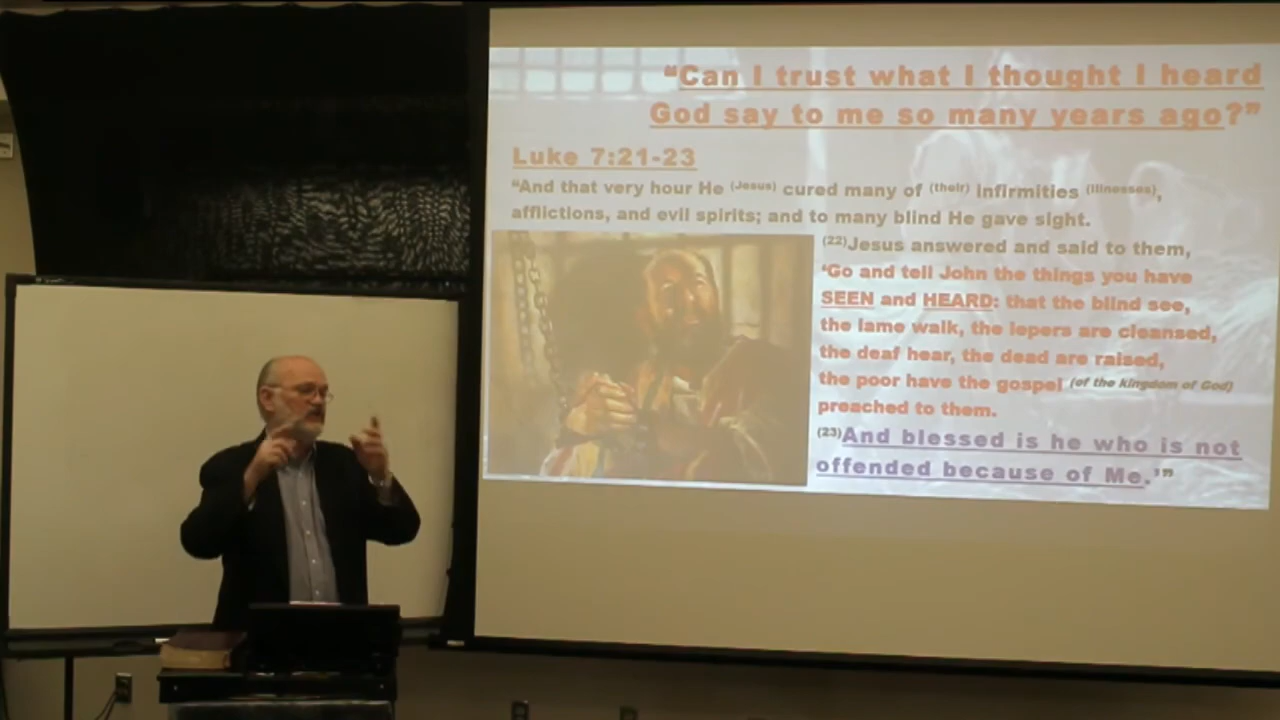 “Can I trust what I thought I heard
God say to me so many years ago?”
Luke 7:21-23
“And that very hour He (Jesus) cured many of (their) infirmities (illnesses),
afflictions, and evil spirits; and to many blind He gave sight.
(22)Jesus answered and said to them,
‘Go and tell John the things you have
SEEN and HEARD: that the blind see,
the lame walk, the lepers are cleansed,
the deaf hear, the dead are raised,
the poor have the gospel (of the kingdom of God)
preached to them.
(23)And blessed is he who is not
offended because of Me.’”